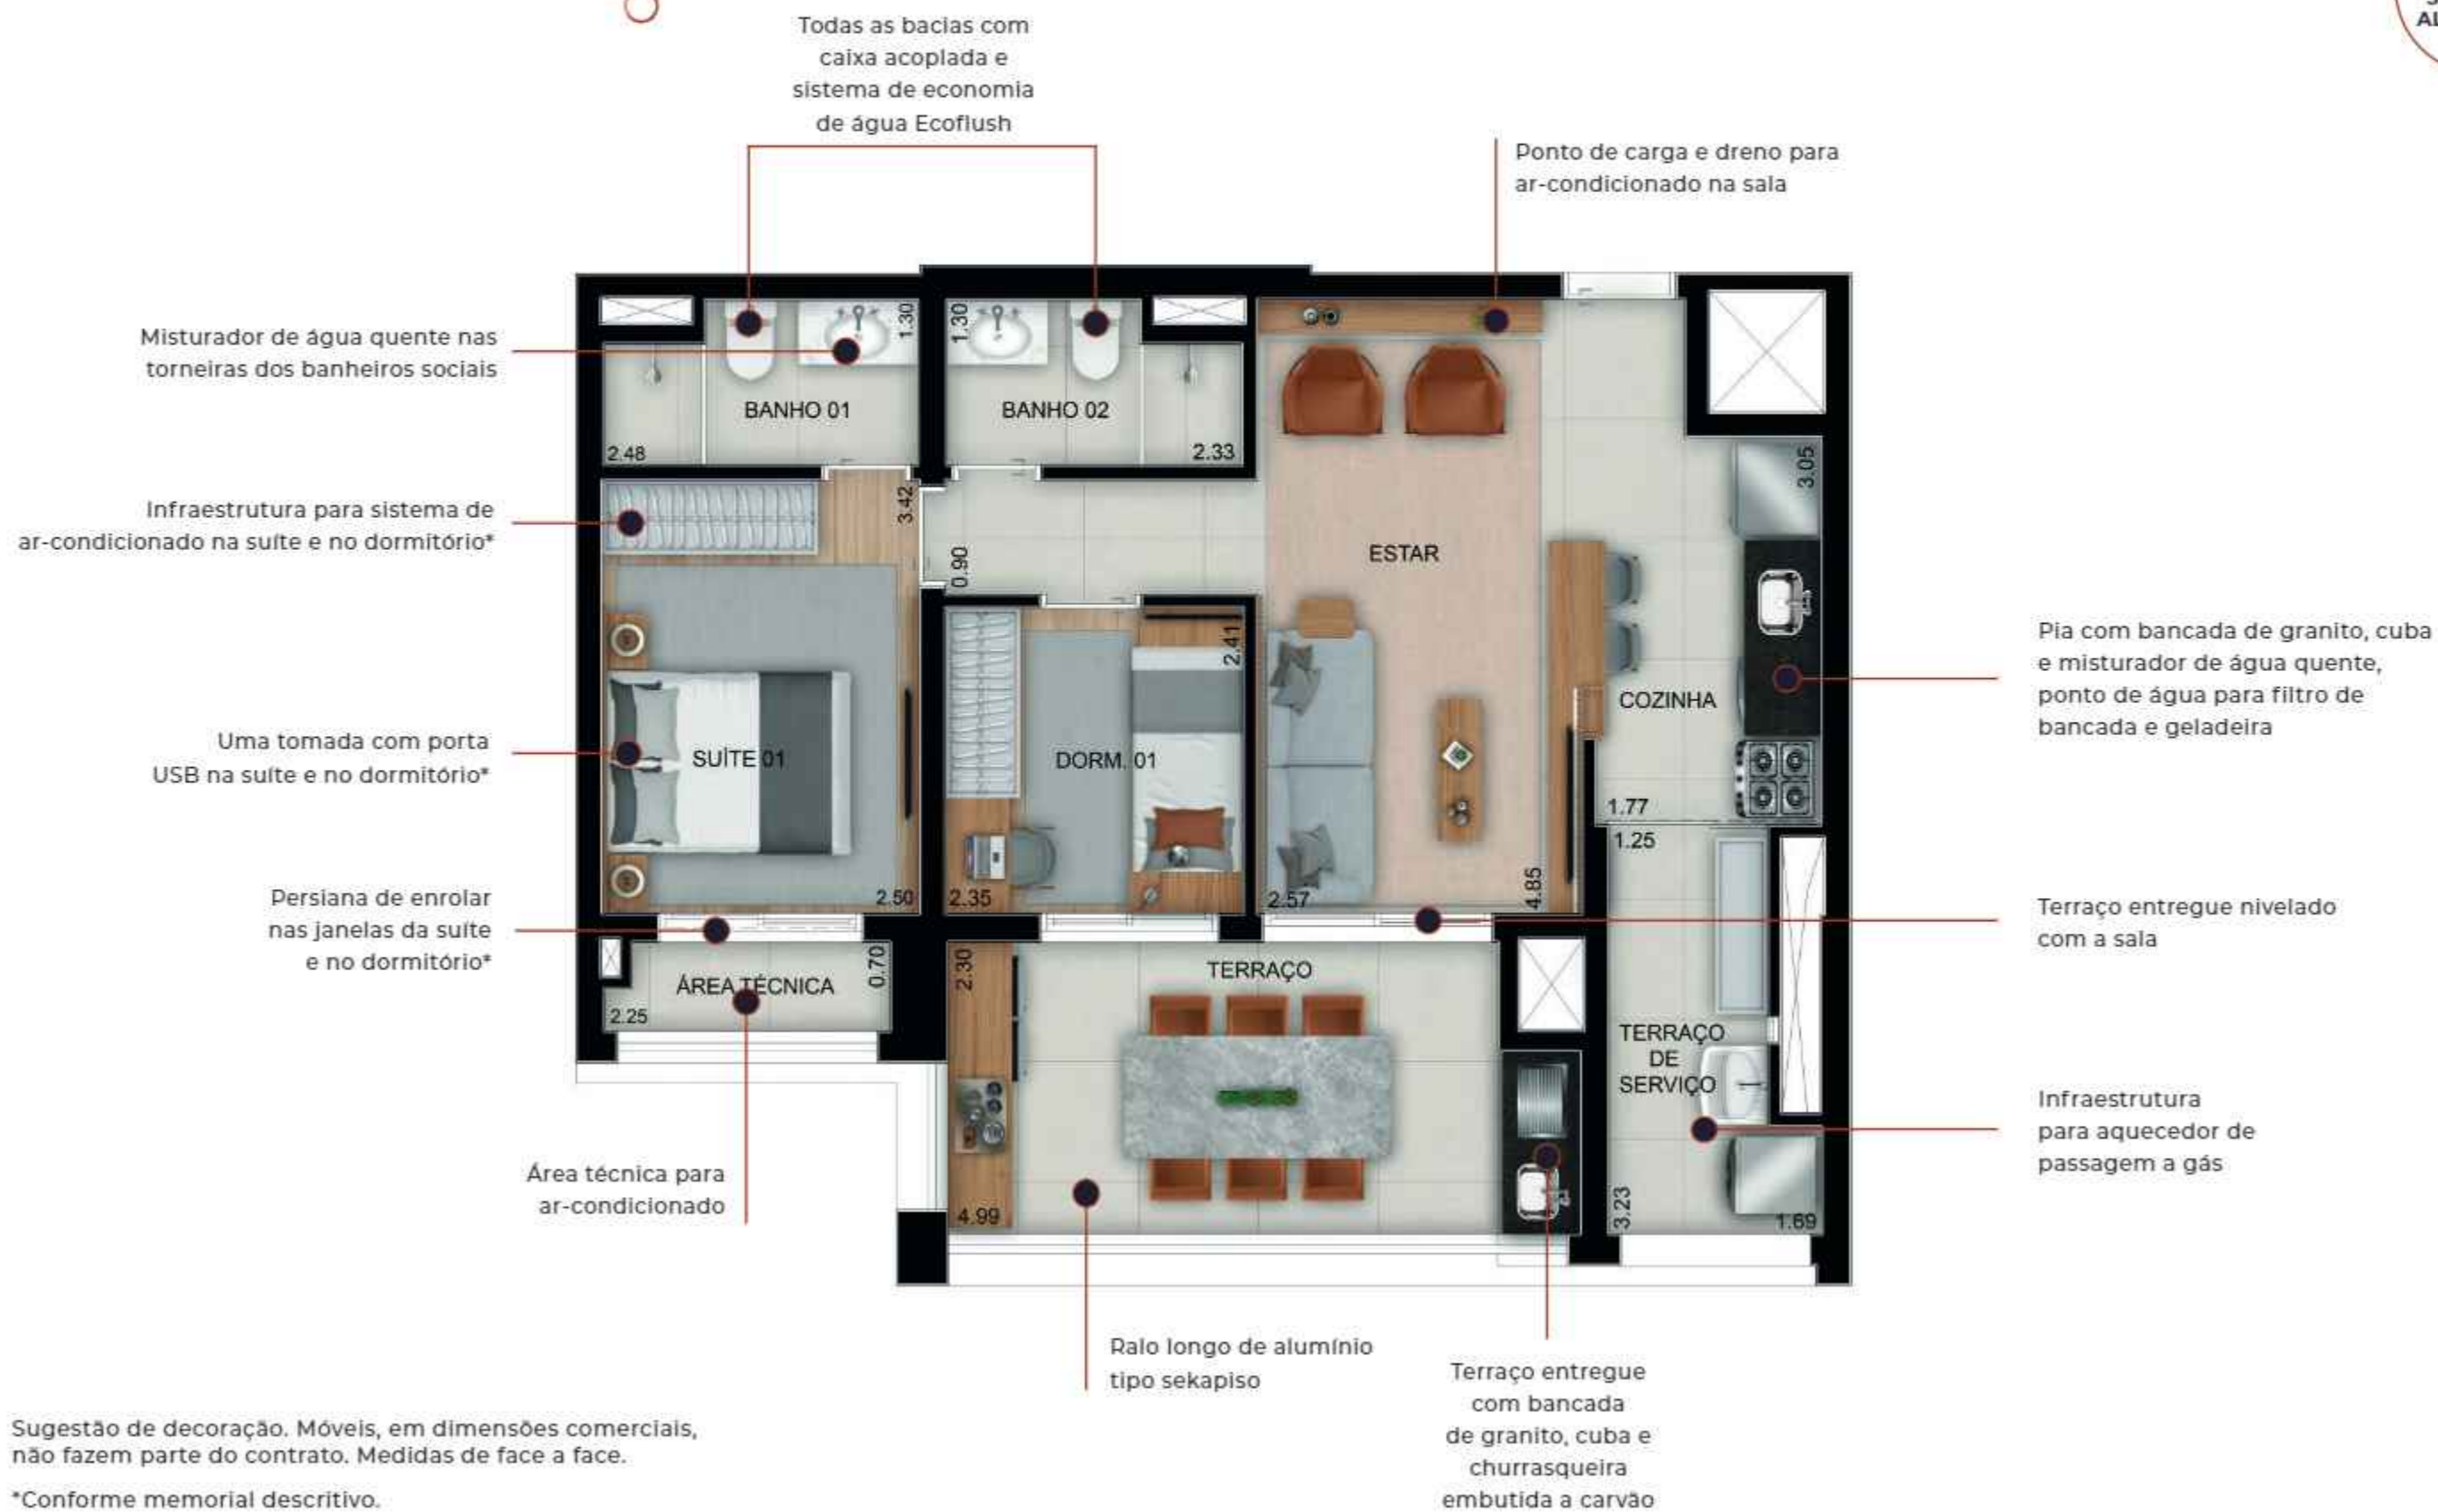 Todas as bacias com
caixa acoplada e
sistema de economia
de água Ecoflush
Ponto de carga e dreno para
ar-condicionado na sala
Misturador de água quente nas
torneiras dos banheiros sociais
Infraestrutura para sistema de
ar-condicionado na suíte e no dormitório*
Uma tomada com porta
USB na suíte e no dormitório*
Persiana de enrolar
nas janelas da suíte
e no dormitório*
Área técnica para
ar-condicionado
1.30
BANHO 01
2.48
1.30
BANHO 02
2.33
3.42
0.90
SUÍTE 01
2.50
2.41
DORM. 01
2.35
ESTAR
2.57
4.85
3.05
COZINHA
1.77
1.25
ÁREA TÉCNICA
0.70
2.25
2.30
TERRAÇO
4.99
TERRAÇO
DE
SERVIÇO
3.23
1.69
Pia com bancada de granito, cuba
e misturador de água quente,
ponto de água para filtro de
bancada e geladeira
Terraço entregue nivelado
com a sala
Infraestrutura
para aquecedor de
passagem a gás
Ralo longo de alumínio
tipo sekapiso
Terraço entregue
com bancada
de granito, cuba e
churrasqueira
embutida a carvão
Sugestão de decoração. Móveis, em dimensões comerciais,
não fazem parte do contrato. Medidas de face a face.
*Conforme memorial descritivo.